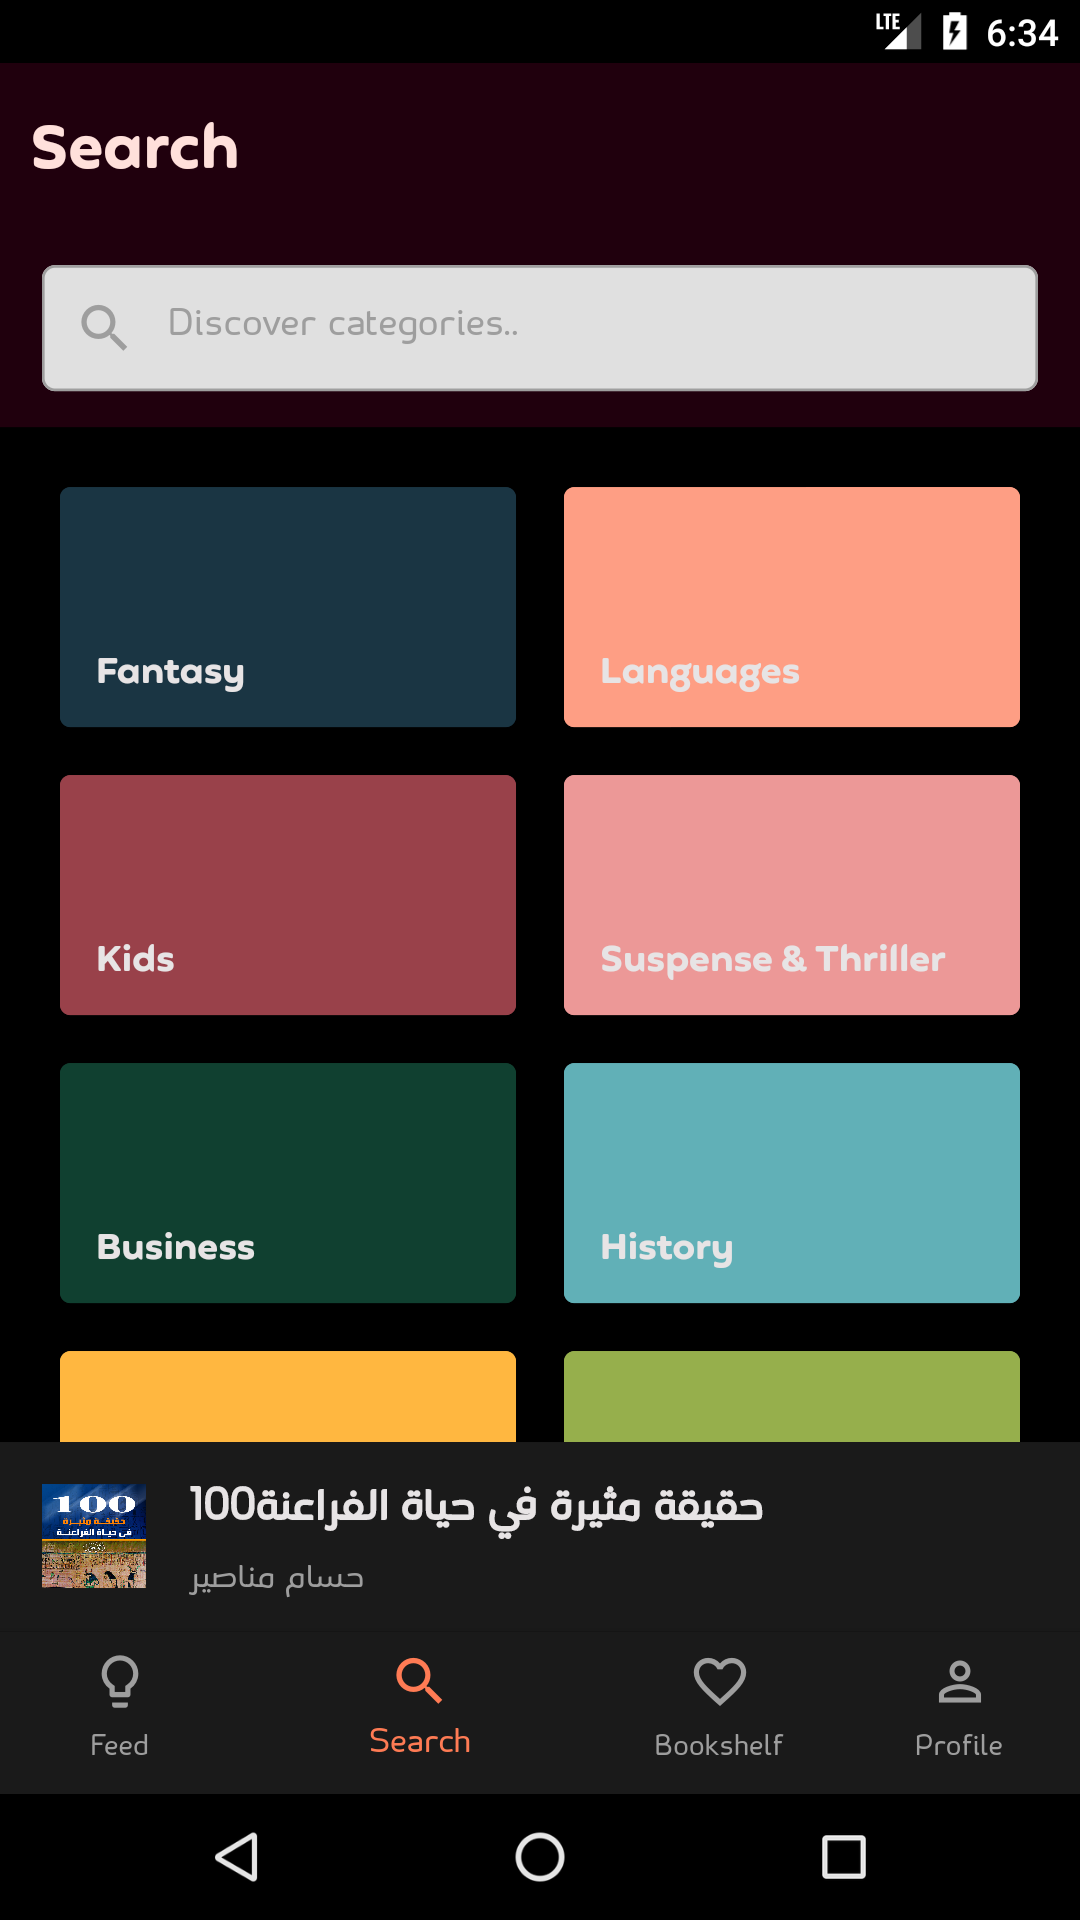 LTE 6:34
Search
Discover categories..
Fantasy
Languages
Kids
Suspense & Thriller
Business
History
100
حقيقة مثيرة
في حياة الفراعنة
100حقيقة مثيرة في حياة الفراعنة
حسام مناصير
Feed
Search
Bookshelf
Profile